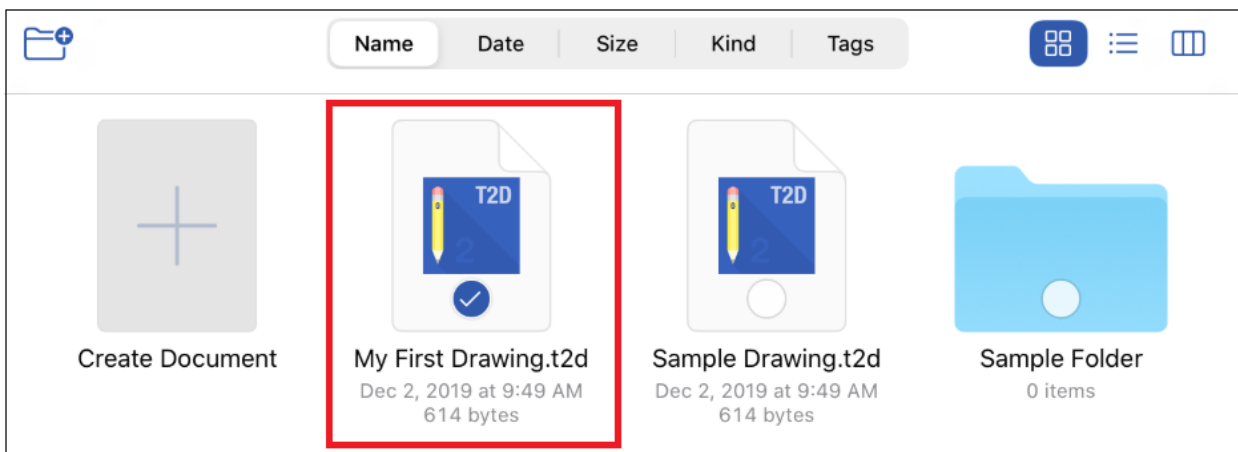 Name Date Size Kind Tags
T2D T2D
2 2
Create Document My First Drawing.t2d Sample Drawing.t2d Sample Folder
Dec 2, 2019 at 9:49 AM Dec 2, 2019 at 9:49 AM 0 items
614 bytes 614 bytes